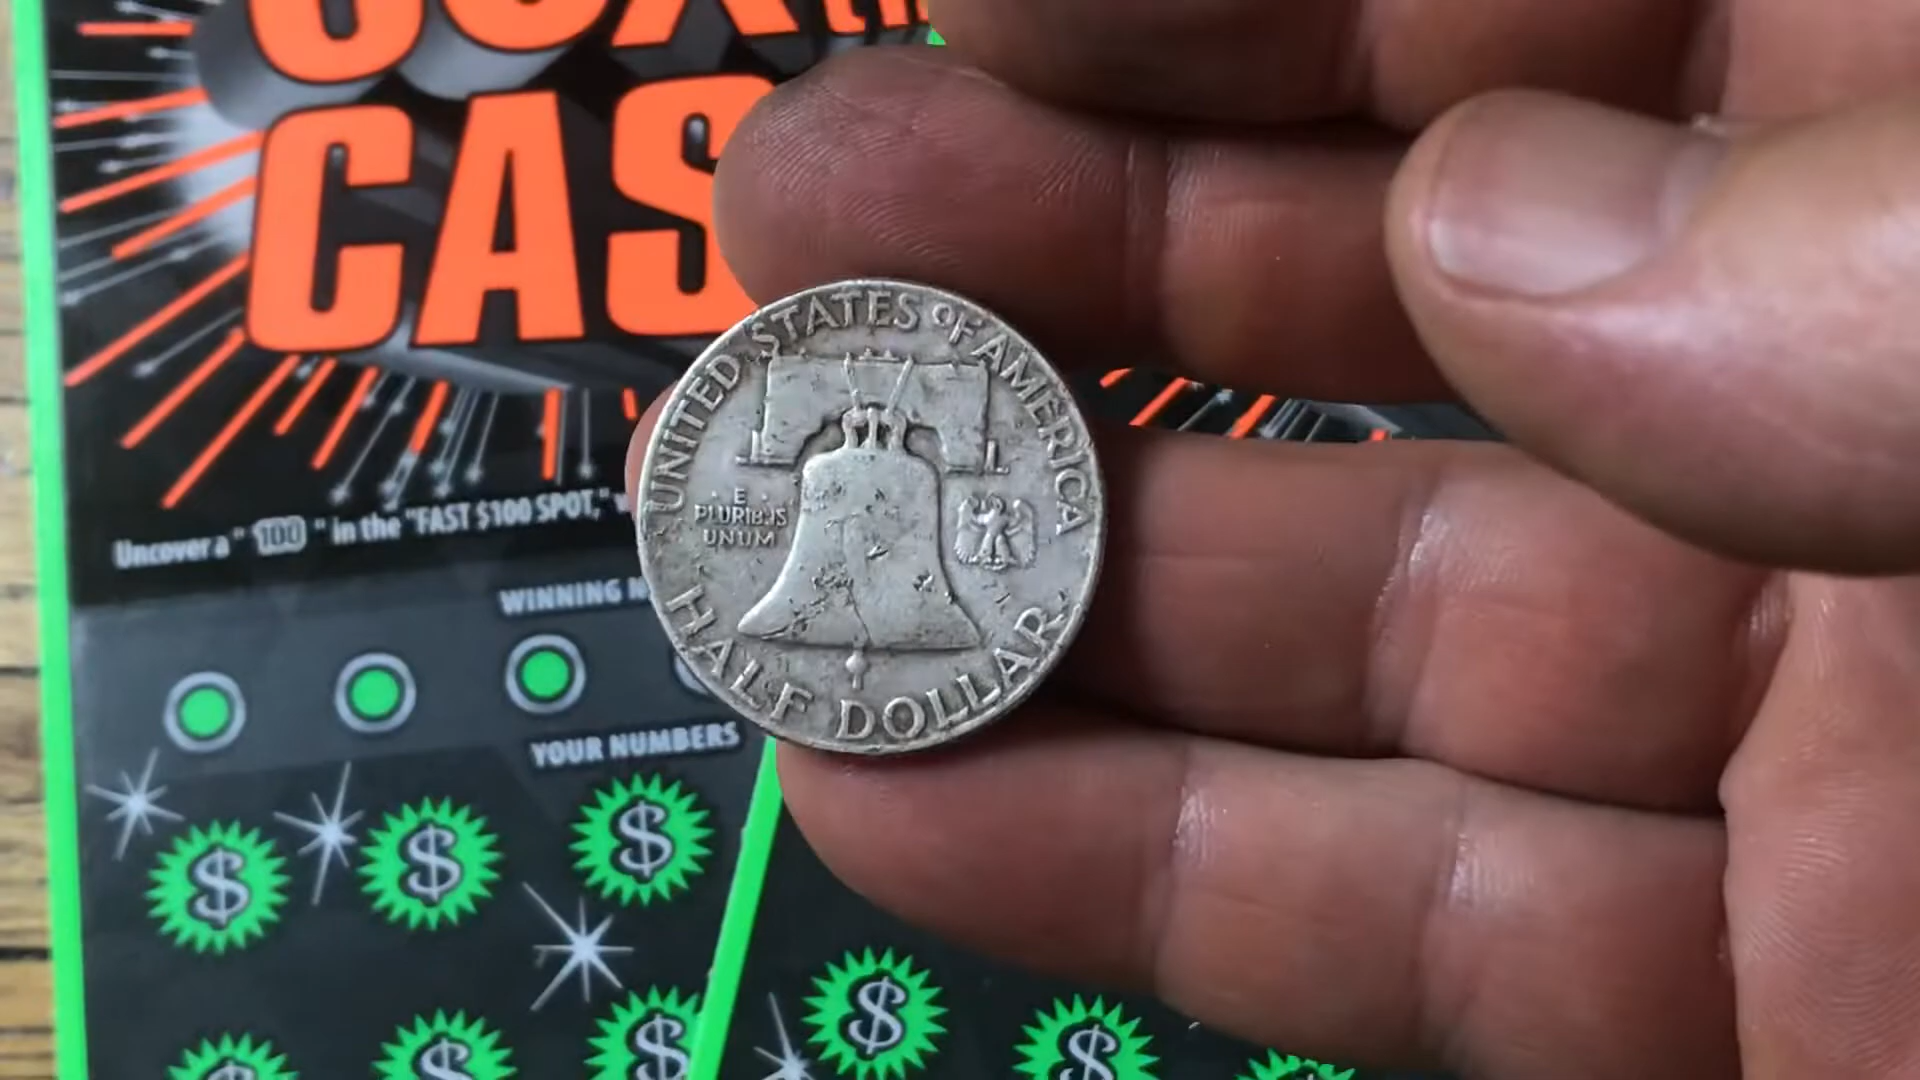 CAS
Uncover a " 100 " in the "FAST $100 SPOT,"
WINNING
YOUR NUMBERS
$ $ $
$ $ $
$ $
UNITED STATES OF AMERICA
E
PLURIBUS
UNUM
HALF DOLLAR